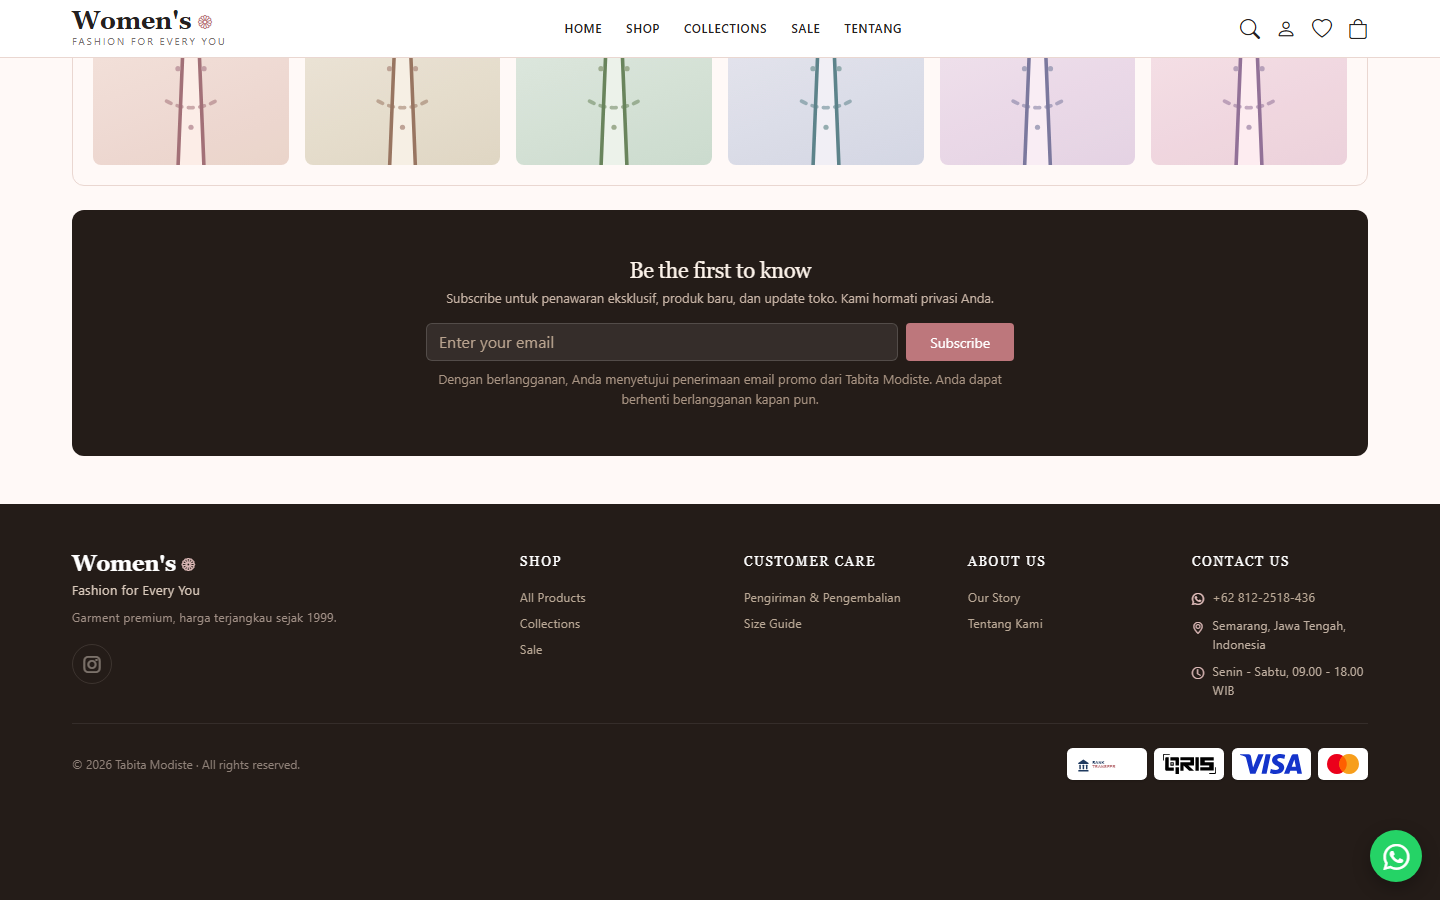 Women's
FASHION FOR EVERY YOU
HOME SHOP COLLECTIONS SALE TENTANG
Be the first to know
Subscribe untuk penawaran eksklusif, produk baru, dan update toko. Kami hormati privasi Anda.
Enter your email
Subscribe
Dengan berlangganan, Anda menyetujui penerimaan email promo dari Tabita Modiste. Anda dapat
berhenti berlangganan kapan pun.
Women's
Fashion for Every You
Garment premium, harga terjangkau sejak 1999.
SHOP
All Products
Collections
Sale
CUSTOMER CARE
Pengiriman & Pengembalian
Size Guide
ABOUT US
Our Story
Tentang Kami
CONTACT US
+62 812-2518-436
Semarang, Jawa Tengah,
Indonesia
Senin - Sabtu, 09.00 - 18.00
WIB
© 2026 Tabita Modiste · All rights reserved.
BANK
TRANSFER
QRIS
VISA